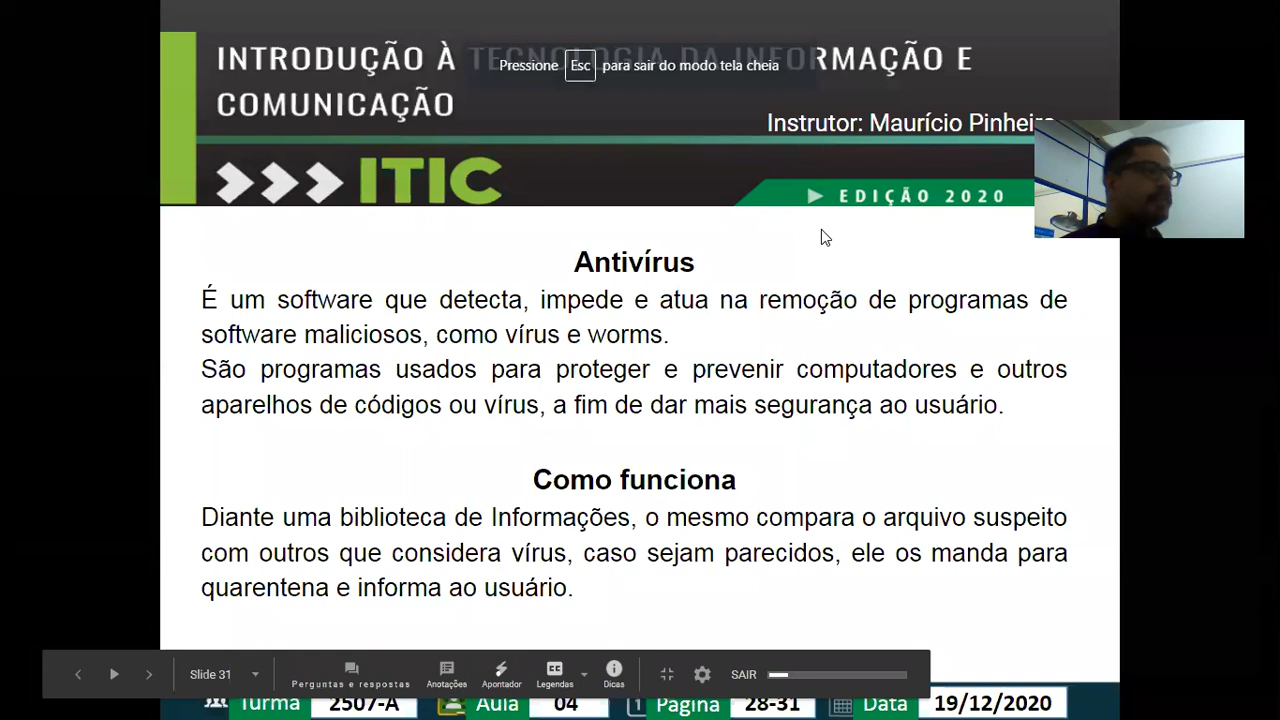 INTRODUÇÃO À TECNOLOGIA DA INFORMAÇÃO E
Pressione Esc para sair do modo tela cheia
COMUNICAÇÃO
Instrutor: Maurício Pinheiro
ITIC
EDIÇÃO 2020
Antivírus
É um software que detecta, impede e atua na remoção de programas de
software maliciosos, como vírus e worms.
São programas usados para proteger e prevenir computadores e outros
aparelhos de códigos ou vírus, a fim de dar mais segurança ao usuário.
Como funciona
Diante uma biblioteca de Informações, o mesmo compara o arquivo suspeito
com outros que considera vírus, caso sejam parecidos, ele os manda para
quarentena e informa ao usuário.
Slide 31
Perguntas e respostas
Anotações
Apontador
CC
Legendas
Dicas
SAIR
Turma 2507-A Aula 04 Página 28-31 Data 19/12/2020